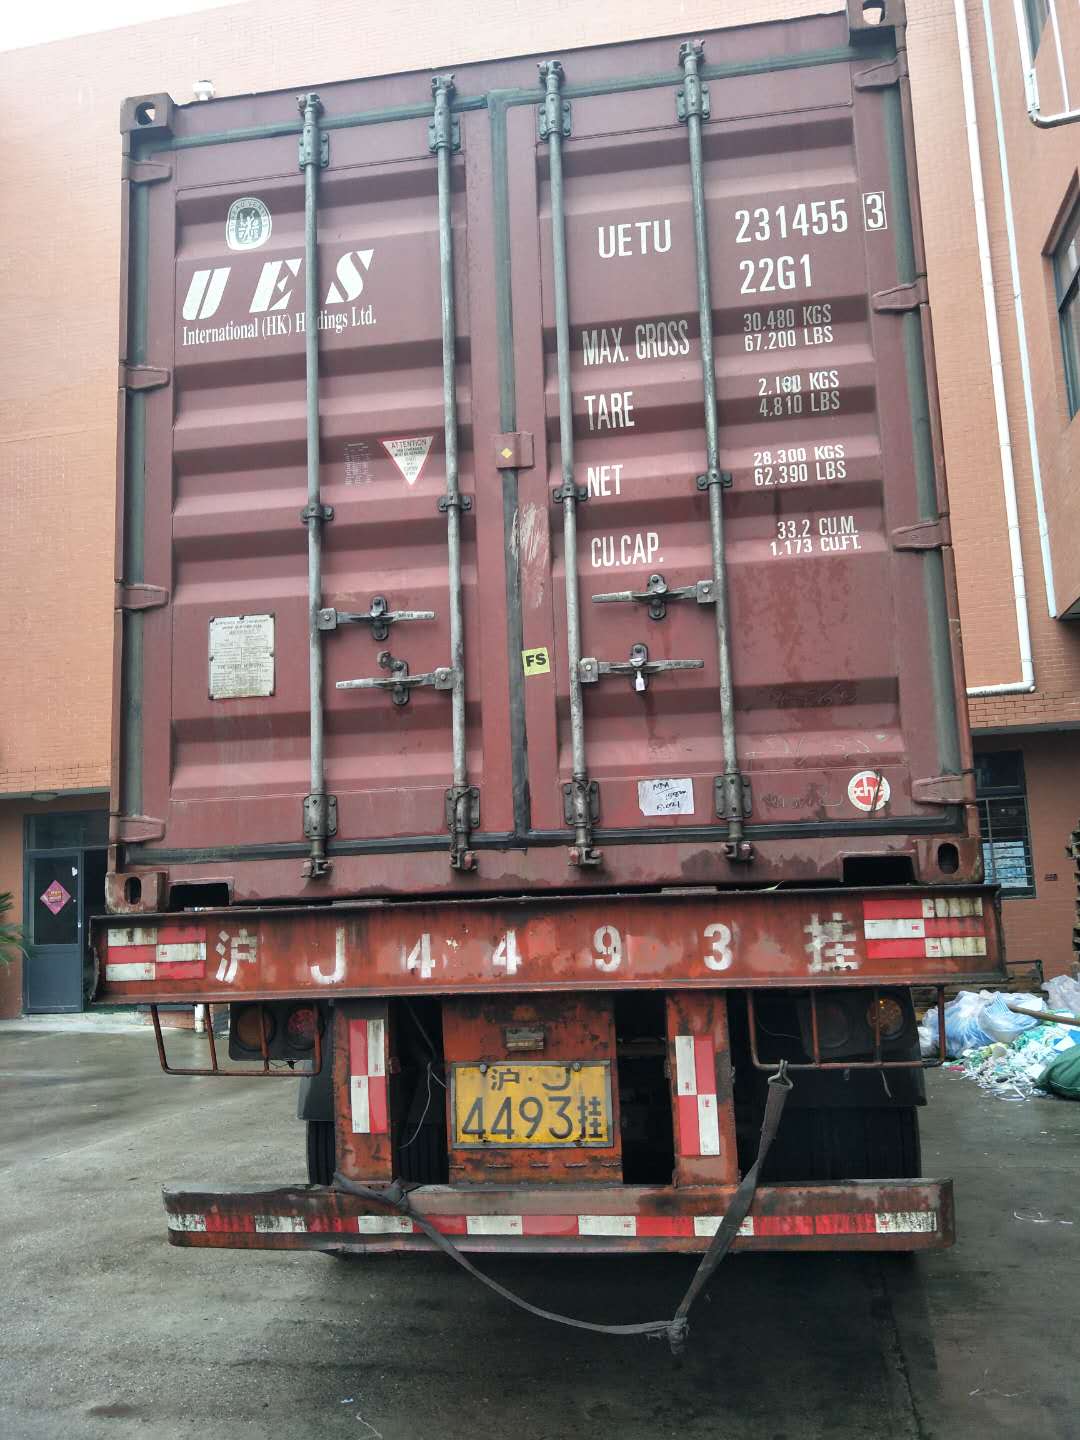 UES
International (HK) Holdings Ltd.
UETU 231455 3
22G1
MAX. GROSS 30.480 KGS
67.200 LBS
TARE 2.180 KGS
4.810 LBS
NET 28.300 KGS
62.390 LBS
CU.CAP. 33.2 CU.M.
1.173 CU.FT.
ATTENTION
FS
沪J4493挂
沪·J
4493挂